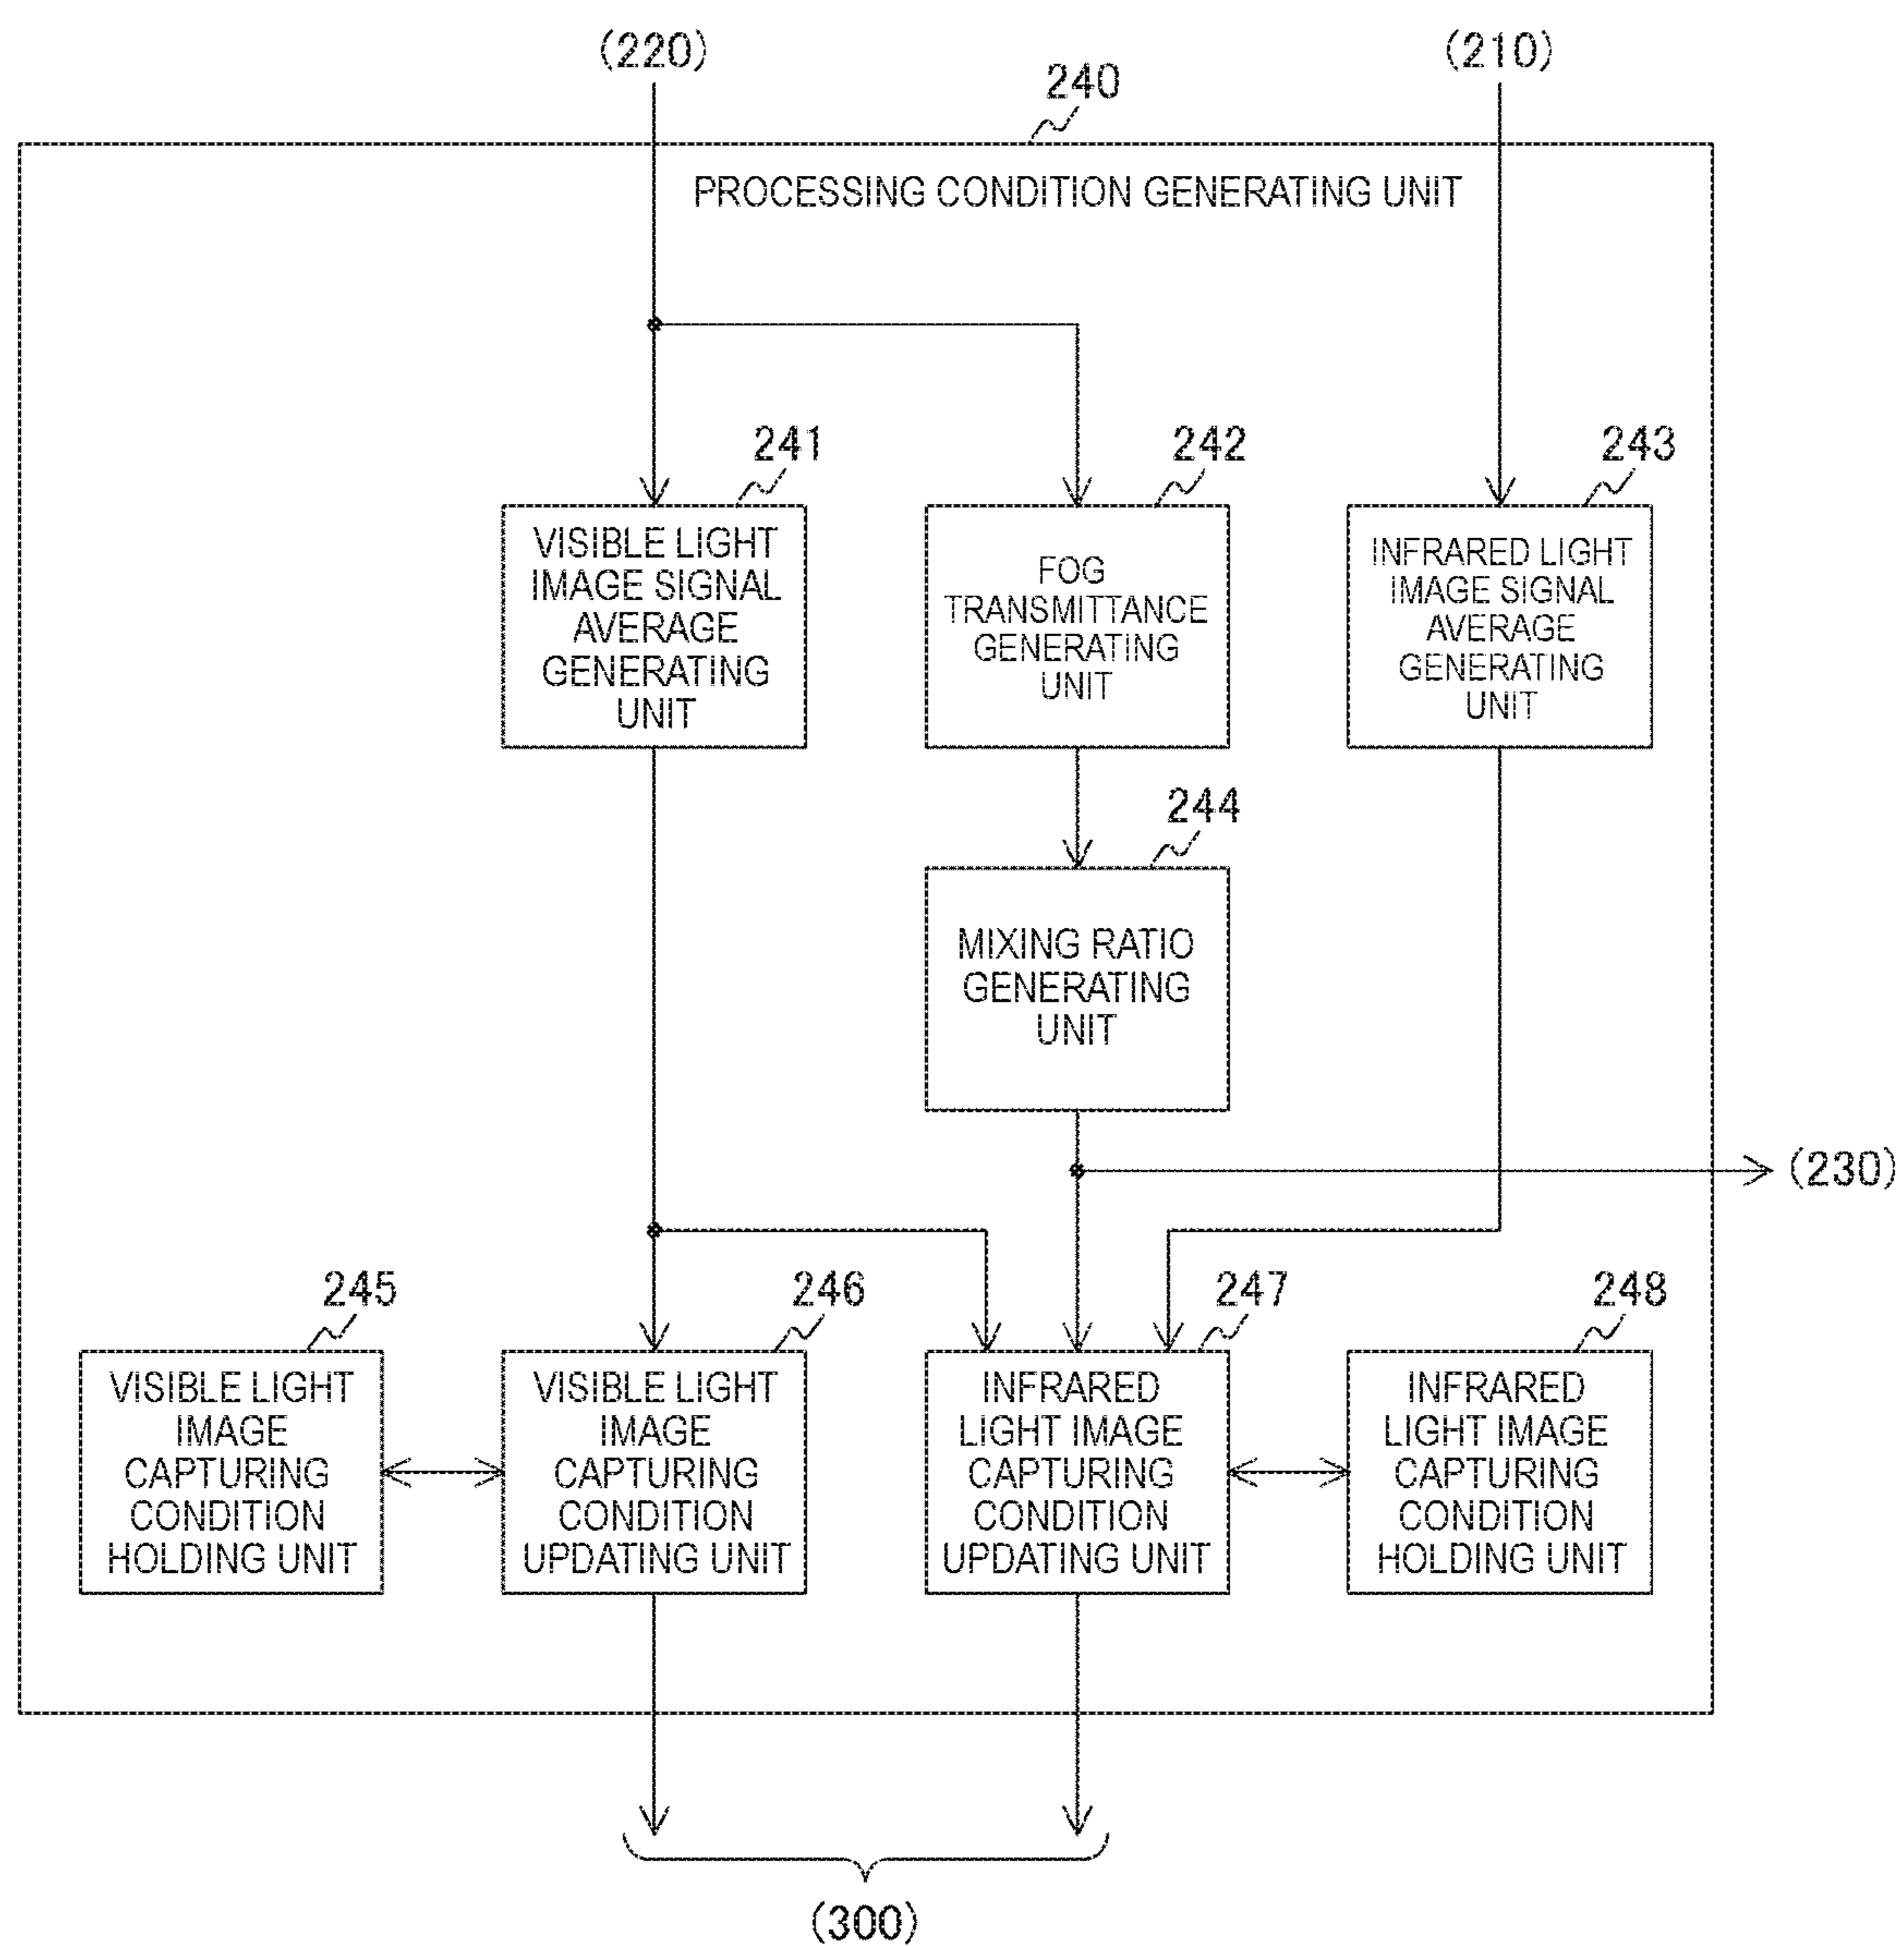 (220)
(210)
240
PROCESSING CONDITION GENERATING UNIT
241
242
243
VISIBLE LIGHT
IMAGE SIGNAL
AVERAGE
GENERATING
UNIT
FOG
TRANSMITTANCE
GENERATING
UNIT
INFRARED LIGHT
IMAGE SIGNAL
AVERAGE
GENERATING
UNIT
244
MIXING RATIO
GENERATING
UNIT
(230)
245
246
247
248
VISIBLE LIGHT
IMAGE
CAPTURING
CONDITION
HOLDING UNIT
VISIBLE LIGHT
IMAGE
CAPTURING
CONDITION
UPDATING UNIT
INFRARED
LIGHT IMAGE
CAPTURING
CONDITION
UPDATING UNIT
INFRARED
LIGHT IMAGE
CAPTURING
CONDITION
HOLDING UNIT
(300)